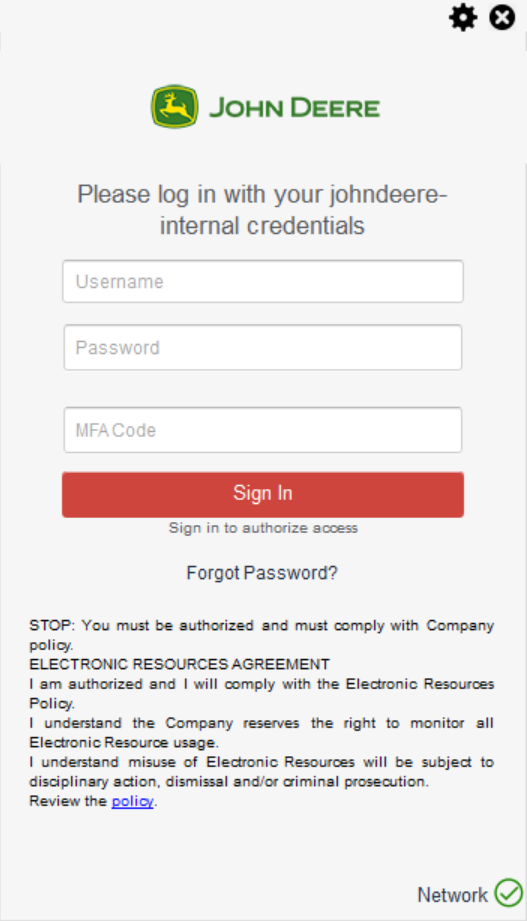 JOHN DEERE
Please log in with your johndeere-
internal credentials
Username
Password
MFA Code
Sign In
Sign in to authorize access
Forgot Password?
STOP: You must be authorized and must comply with Company
policy.
ELECTRONIC RESOURCES AGREEMENT
I am authorized and I will comply with the Electronic Resources
Policy.
I understand the Company reserves the right to monitor all
Electronic Resource usage.
I understand misuse of Electronic Resources will be subject to
disciplinary action, dismissal and/or criminal prosecution.
Review the policy.
Network